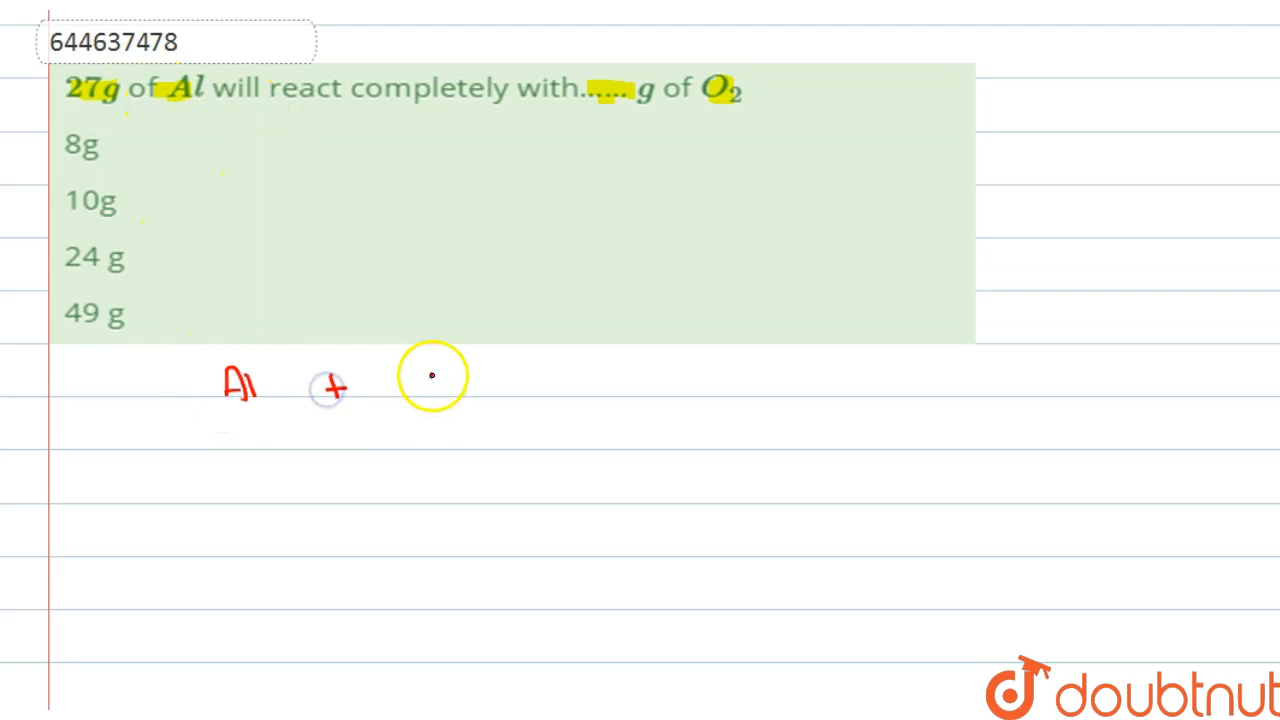 644637478
27g of Al will react completely with...... g of O₂
8g
10g
24 g
49 g
Al +
doubtnut